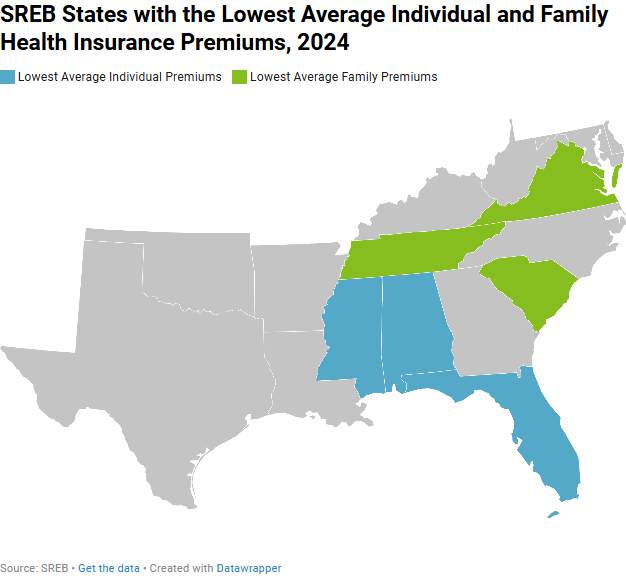 SREB States with the Lowest Average Individual and Family
Health Insurance Premiums, 2024
Lowest Average Individual Premiums
Lowest Average Family Premiums
Source: SREB • Get the data • Created with Datawrapper